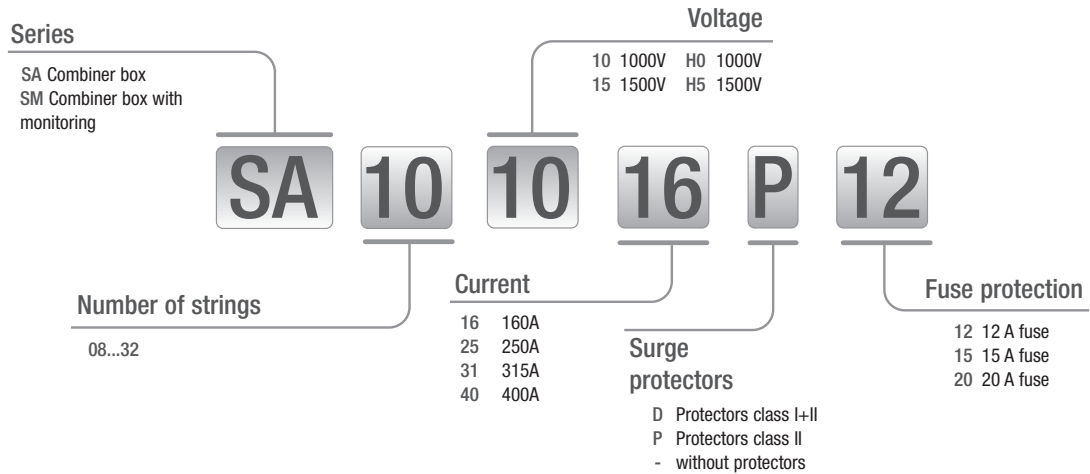 Series
SA Combiner box
SM Combiner box with
monitoring
Voltage
10 1000V H0 1000V
15 1500V H5 1500V
SA 10 10 16 P 12
Number of strings
08...32
Current
16 160A
25 250A
31 315A
40 400A
Surge
protectors
D Protectors class I+II
P Protectors class II
- without protectors
Fuse protection
12 12 A fuse
15 15 A fuse
20 20 A fuse